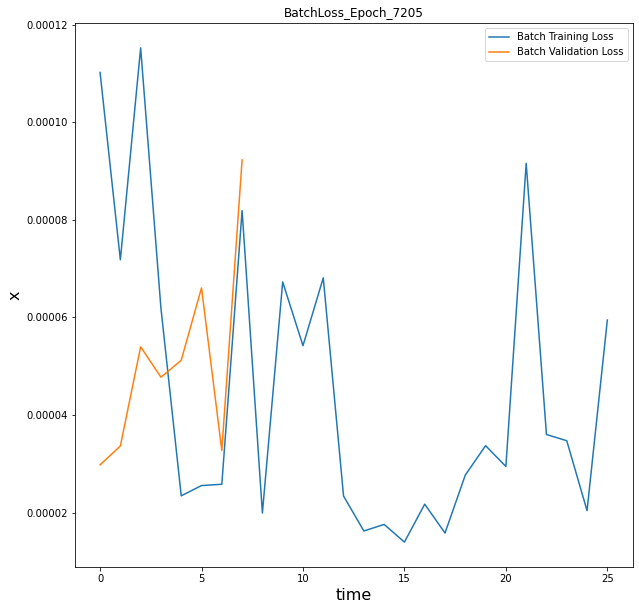 BatchLoss_Epoch_7205
Batch Training Loss
Batch Validation Loss
0.00012
0.00010
0.00008
0.00006
0.00004
0.00002
x
0 5 10 15 20 25
time